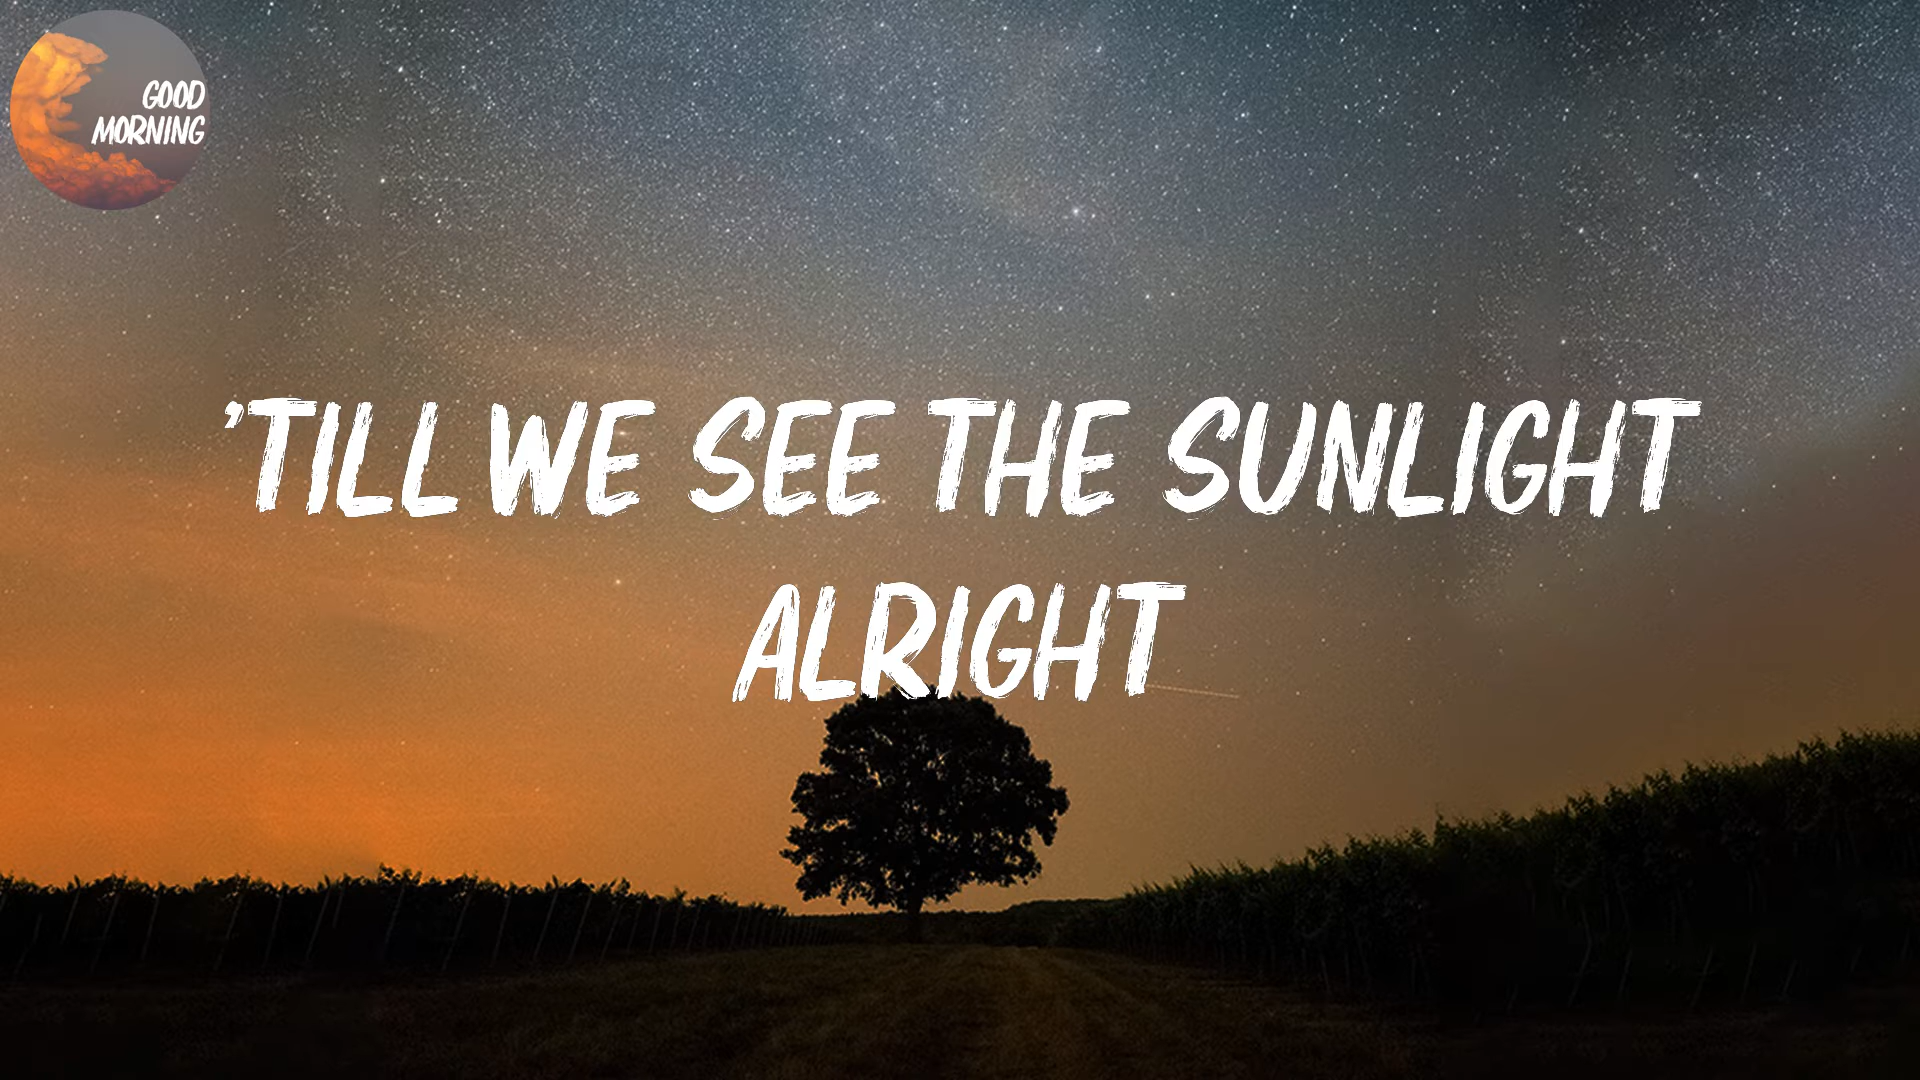 GOOD
MORNING
’TILL WE SEE THE SUNLIGHT
ALRIGHT